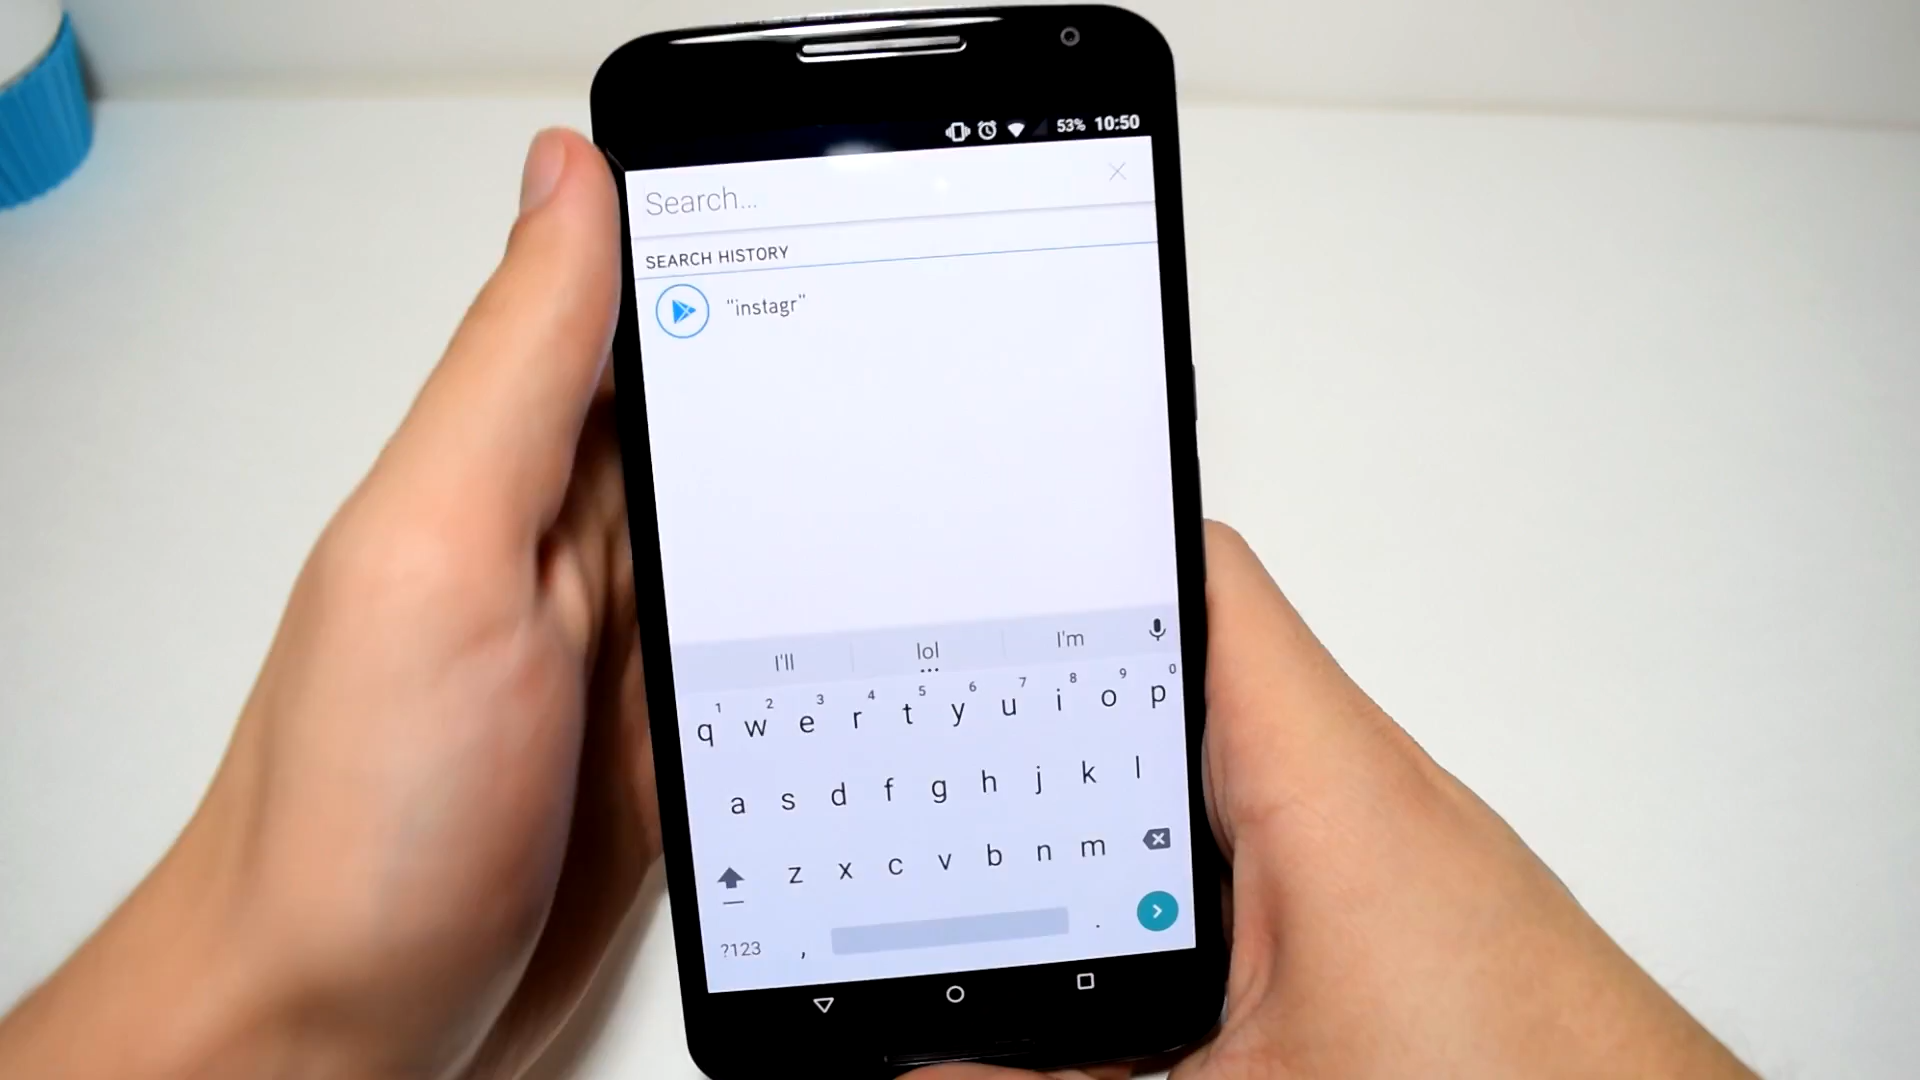 53% 10:50
Search...
SEARCH HISTORY
"instagr"
I'll lol I'm
1 2 3 4 5 6 7 8 9 0
q w e r t y u i o p
a s d f g h j k l
z x c v b n m
?123 , .